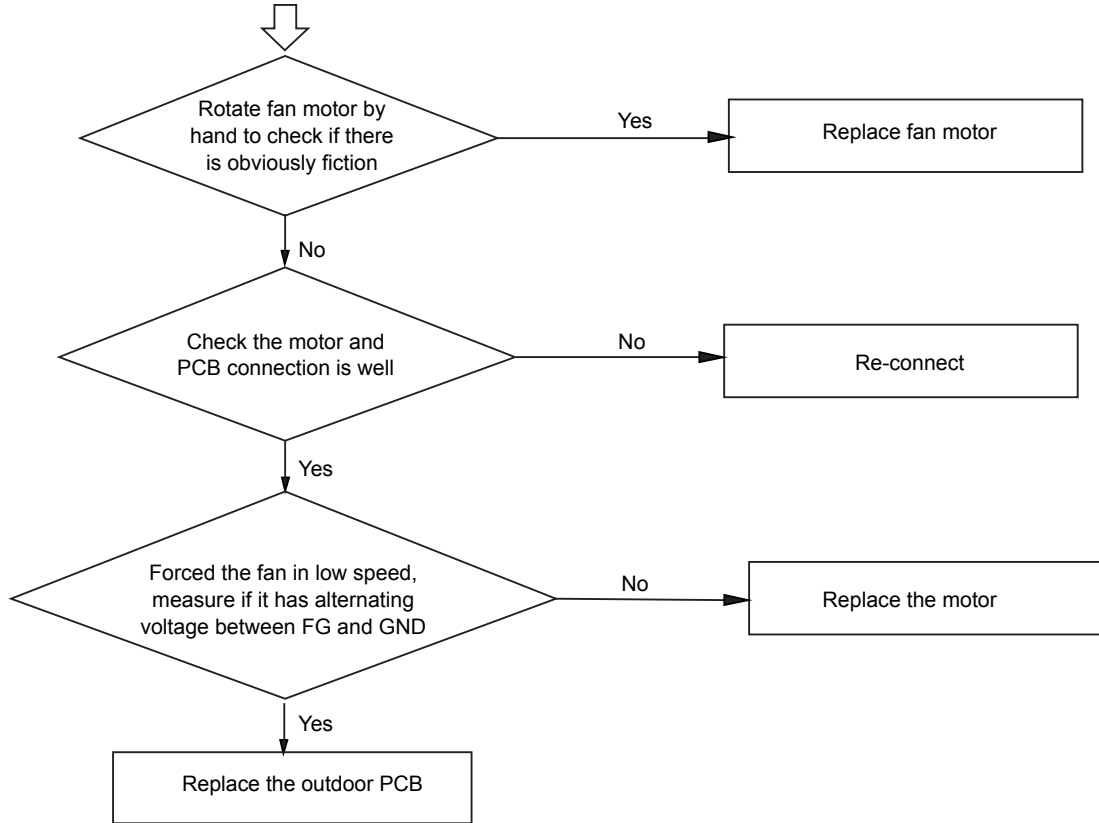 Rotate fan motor by
hand to check if there
is obviously fiction
Yes
Replace fan motor
No
Check the motor and
PCB connection is well
No
Re-connect
Yes
Forced the fan in low speed,
measure if it has alternating
voltage between FG and GND
No
Replace the motor
Yes
Replace the outdoor PCB